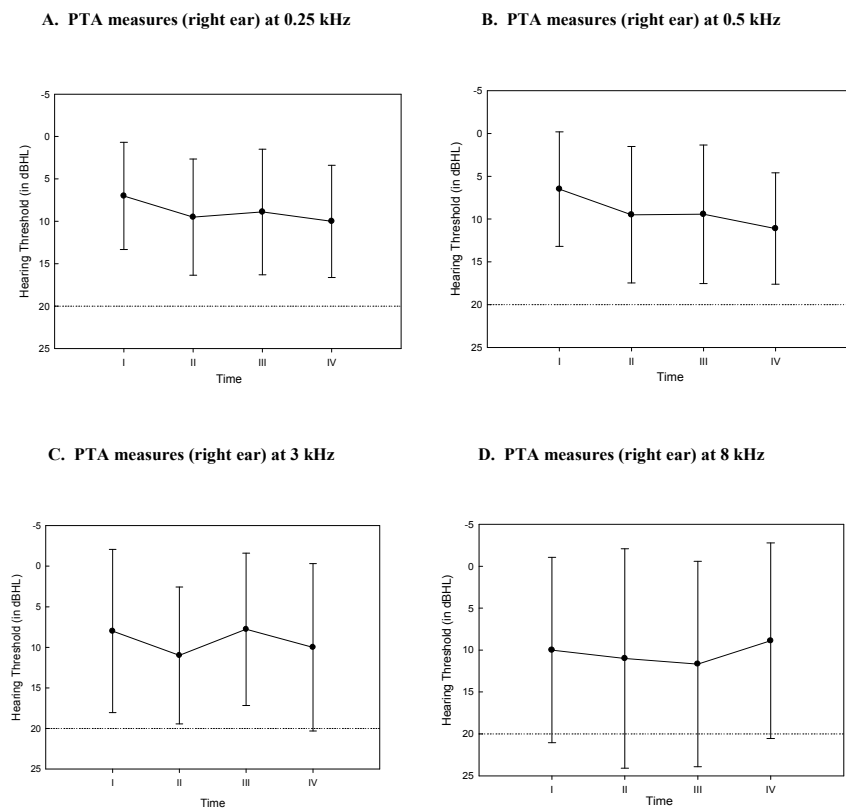 A. PTA measures (right ear) at 0.25 kHz
Hearing Threshold (in dBHL)
-5
0
5
10
15
20
25
I II III IV
Time
B. PTA measures (right ear) at 0.5 kHz
Hearing Threshold (in dBHL)
-5
0
5
10
15
20
25
I II III IV
Time
C. PTA measures (right ear) at 3 kHz
Hearing Threshold (in dBHL)
-5
0
5
10
15
20
25
I II III IV
Time
D. PTA measures (right ear) at 8 kHz
Hearing Threshold (in dBHL)
-5
0
5
10
15
20
25
I II III IV
Time